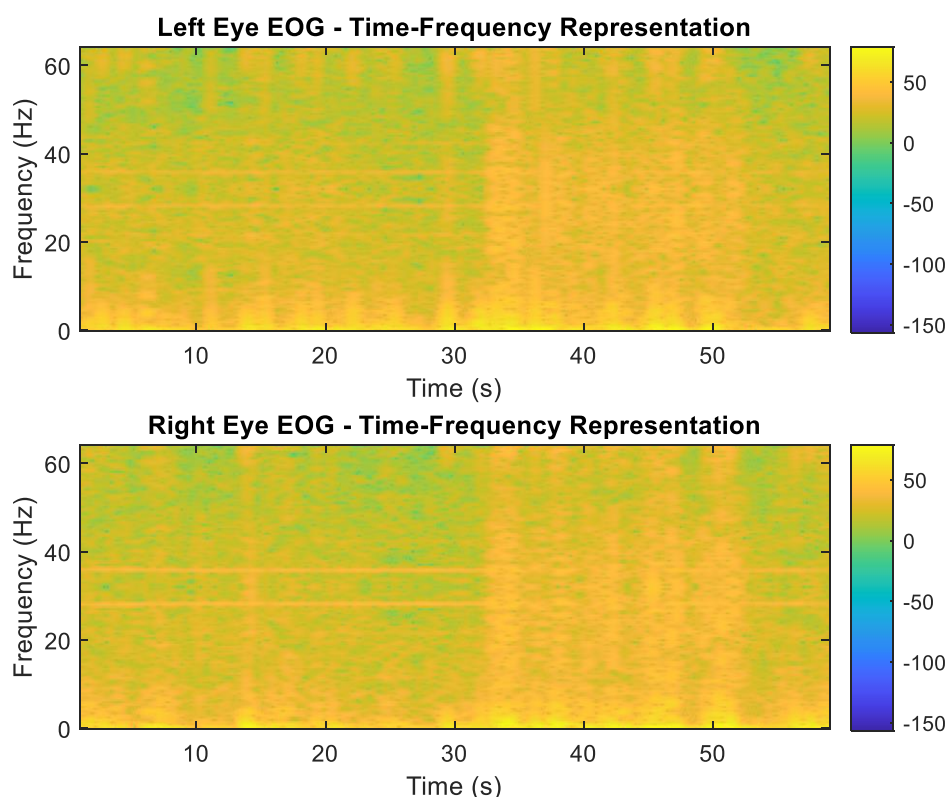 Left Eye EOG - Time-Frequency Representation
Frequency (Hz)
60
40
20
0
10 20 30 40 50
Time (s)
50
0
-50
-100
-150
Right Eye EOG - Time-Frequency Representation
Frequency (Hz)
60
40
20
0
10 20 30 40 50
Time (s)
50
0
-50
-100
-150